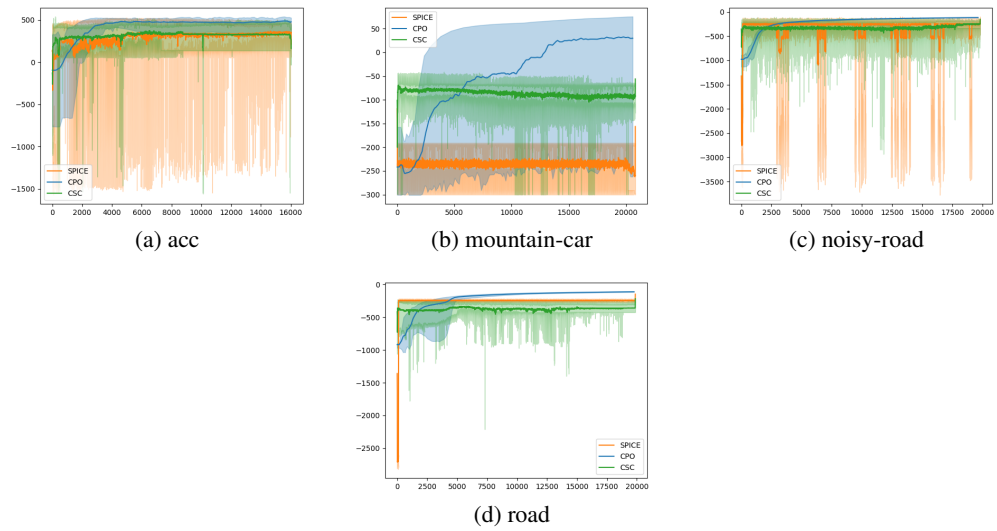 500
0
−500
−1000
−1500
SPICE
CPO
CSC
0 2000 4000 6000 8000 10000 12000 14000 16000
(a) acc
50
0
−50
−100
−150
−200
−250
−300
SPICE
CPO
CSC
0 5000 10000 15000 20000
(b) mountain-car
0
−500
−1000
−1500
−2000
−2500
−3000
−3500
SPICE
CPO
CSC
0 2500 5000 7500 10000 12500 15000 17500 20000
(c) noisy-road
0
−500
−1000
−1500
−2000
−2500
SPICE
CPO
CSC
0 2500 5000 7500 10000 12500 15000 17500 20000
(d) road